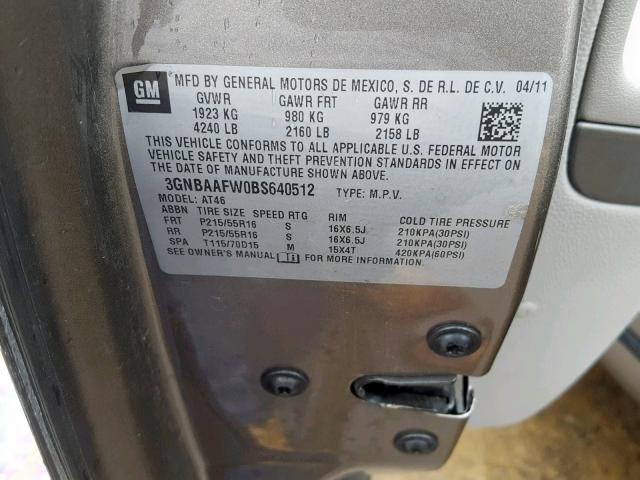 GM
MFD BY GENERAL MOTORS DE MEXICO, S. DE R.L. DE C.V. 04/11
GVWR GAWR FRT GAWR RR
1923 KG 980 KG 979 KG
4240 LB 2160 LB 2158 LB
THIS VEHICLE CONFORMS TO ALL APPLICABLE U.S. FEDERAL MOTOR
VEHICLE SAFETY AND THEFT PREVENTION STANDARDS IN EFFECT ON
THE DATE OF MANUFACTURE SHOWN ABOVE.
3GNBAAFW0BS640512 TYPE: M.P.V.
MODEL: AT46
ABBN TIRE SIZE SPEED RTG RIM COLD TIRE PRESSURE
FRT P215/55R16 S 16X6.5J 210KPA(30PSI)
RR P215/55R16 S 16X6.5J 210KPA(30PSI)
SPA T115/70D15 M 15X4T 420KPA(60PSI)
SEE OWNER'S MANUAL FOR MORE INFORMATION.